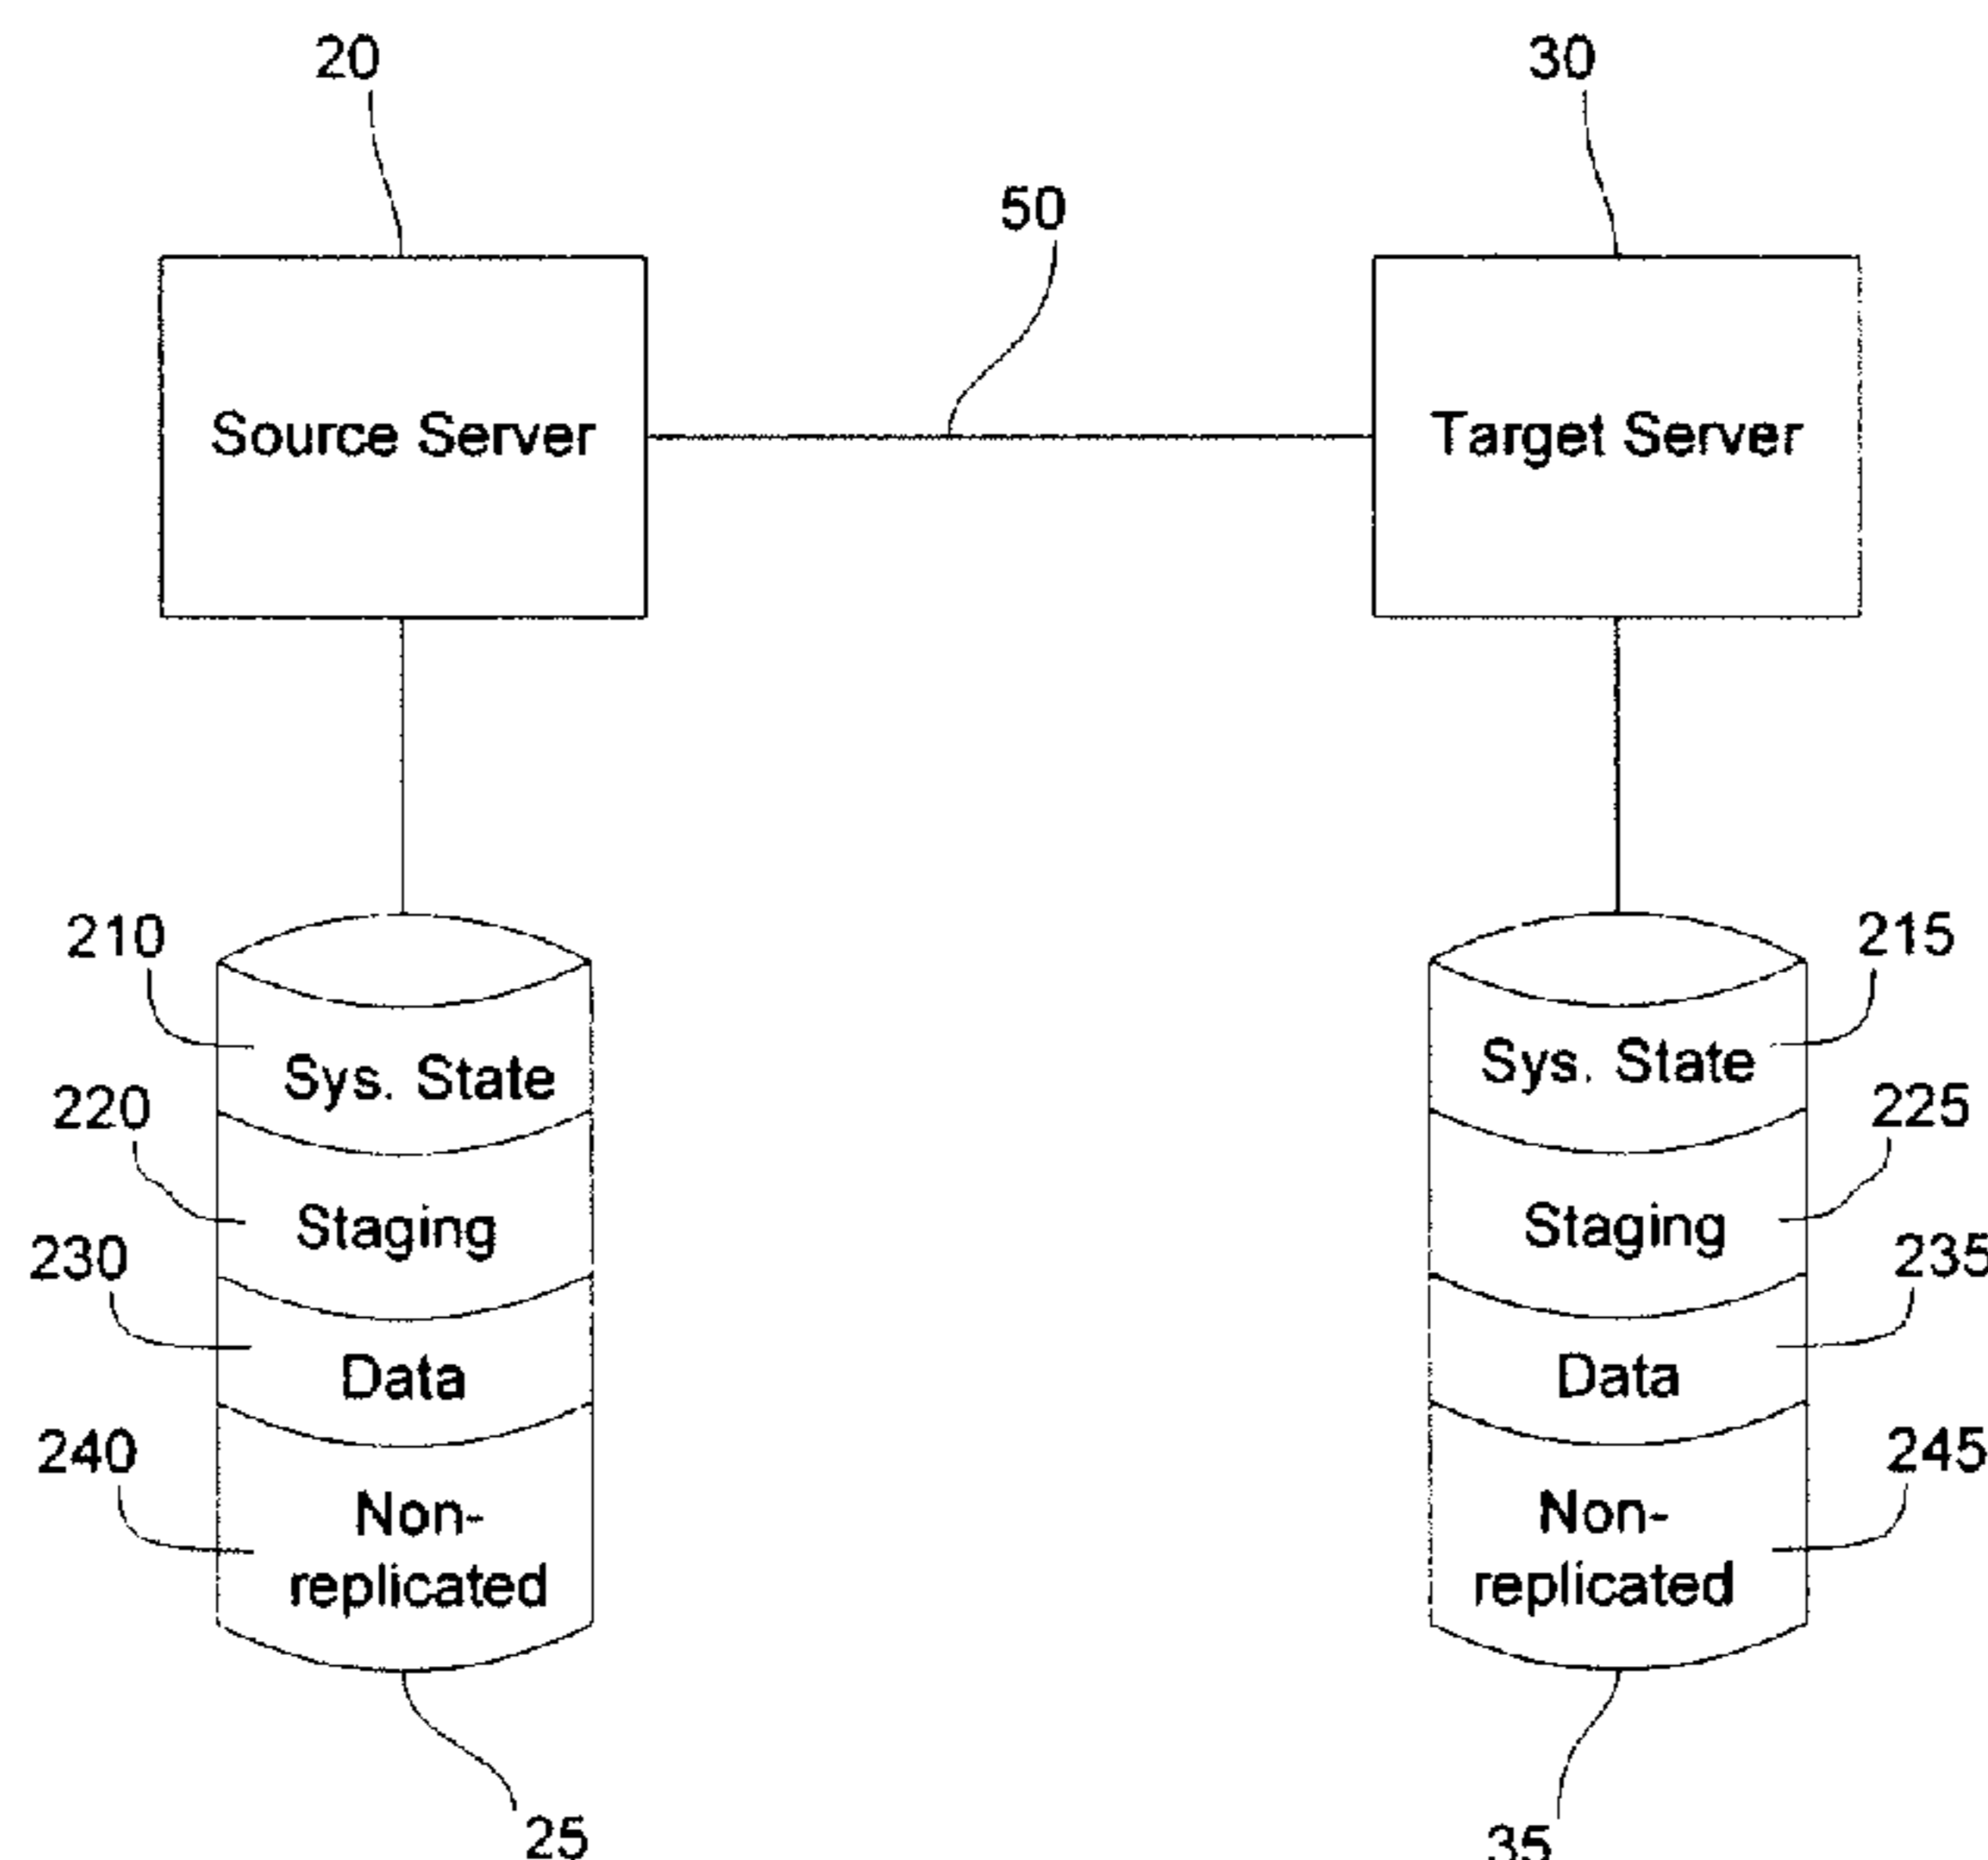 20
30
50
Source Server
Target Server
210
215
Sys. State
Sys. State
220
225
Staging
Staging
230
235
Data
Data
240
245
Non-
replicated
Non-
replicated
25
35